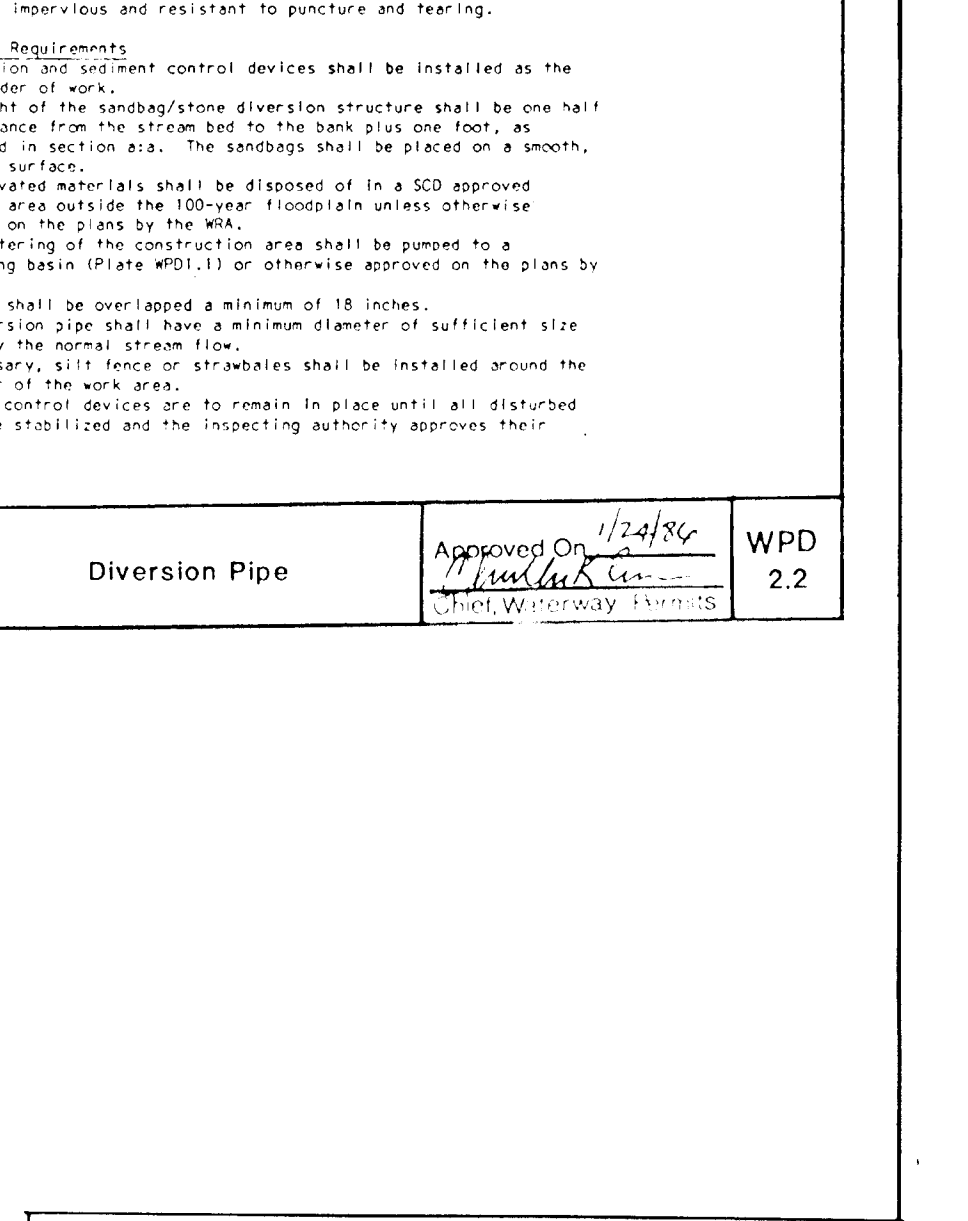 impervious and resistant to puncture and tearing.
Requirements
ion and sediment control devices shall be installed as the
der of work.
ht of the sandbag/stone diversion structure shall be one half
ance from the stream bed to the bank plus one foot, as
d in section a:a. The sandbags shall be placed on a smooth,
surface.
vated materials shall be disposed of in a SCD approved
area outside the 100-year floodplain unless otherwise
on the plans by the WRA.
tering of the construction area shall be pumped to a
ng basin (Plate WPD1.1) or otherwise approved on the plans by
shall be overlapped a minimum of 18 inches.
rsion pipe shall have a minimum diameter of sufficient size
y the normal stream flow.
sary, silt fence or strawbales shall be installed around the
r of the work area.
control devices are to remain in place until all disturbed
e stabilized and the inspecting authority approves their
Diversion Pipe
Approved On 1/24/86
Chief, Waterway Permits
WPD
2.2